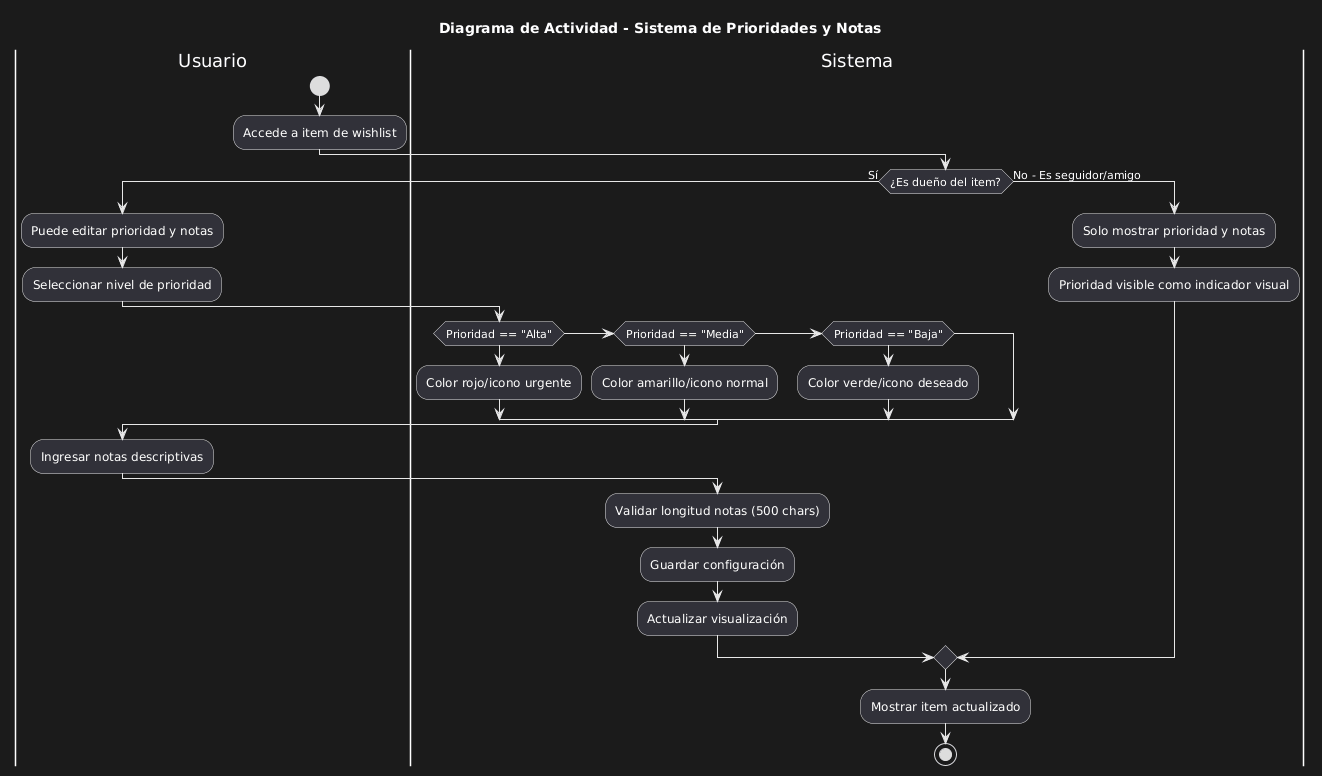 Diagrama de Actividad - Sistema de Prioridades y Notas
Usuario
Sistema
Accede a item de wishlist
¿Es dueño del item?
Sí
No - Es seguidor/amigo
Puede editar prioridad y notas
Solo mostrar prioridad y notas
Seleccionar nivel de prioridad
Prioridad visible como indicador visual
Prioridad == "Alta"
Prioridad == "Media"
Prioridad == "Baja"
Color rojo/icono urgente
Color amarillo/icono normal
Color verde/icono deseado
Ingresar notas descriptivas
Validar longitud notas (500 chars)
Guardar configuración
Actualizar visualización
Mostrar item actualizado